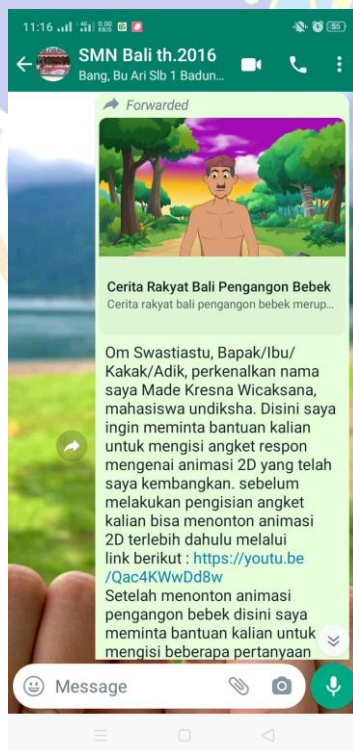 11:16
55
SMN Bali th.2016
Bang, Bu Ari Slb 1 Badun...
Forwarded
Cerita Rakyat Bali Pengangon Bebek
Cerita rakyat bali pengangon bebek merup...
Om Swastiastu, Bapak/Ibu/
Kakak/Adik, perkenalkan nama
saya Made Kresna Wicaksana,
mahasiswa undiksha. Disini saya
ingin meminta bantuan kalian
untuk mengisi angket respon
mengenai animasi 2D yang telah
saya kembangkan. sebelum
melakukan pengisian angket
kalian bisa menonton animasi
2D terlebih dahulu melalui
link berikut : https://youtu.be
/Qac4KWwDd8w
Setelah menonton animasi
pengangon bebek disini saya
meminta bantuan kalian untuk
mengisi beberapa pertanyaan
Message